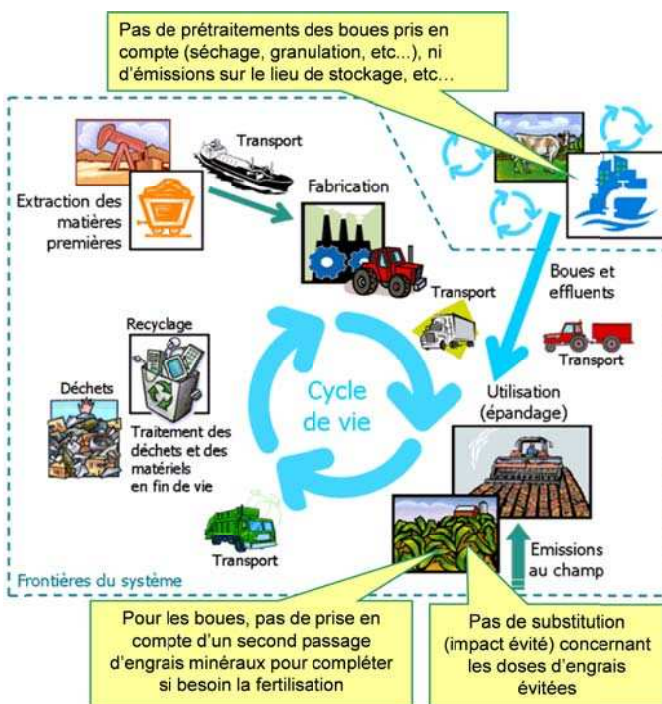 Pas de prétraitements des boues pris en
compte (séchage, granulation, etc...), ni
d'émissions sur le lieu de stockage, etc...
Transport
Extraction des
matières
premières
Fabrication
Boues et
effluents
Transport
Transport
Recyclage
Déchets
Cycle
de vie
Utilisation
(épandage)
Traitement des
déchets et des
matériels
en fin de vie
Transport
Emissions
au champ
Frontières du système
Pour les boues, pas de prise en
compte d'un second passage
d'engrais minéraux pour compléter
si besoin la fertilisation
Pas de substitution
(impact évité) concernant
les doses d'engrais
évitées